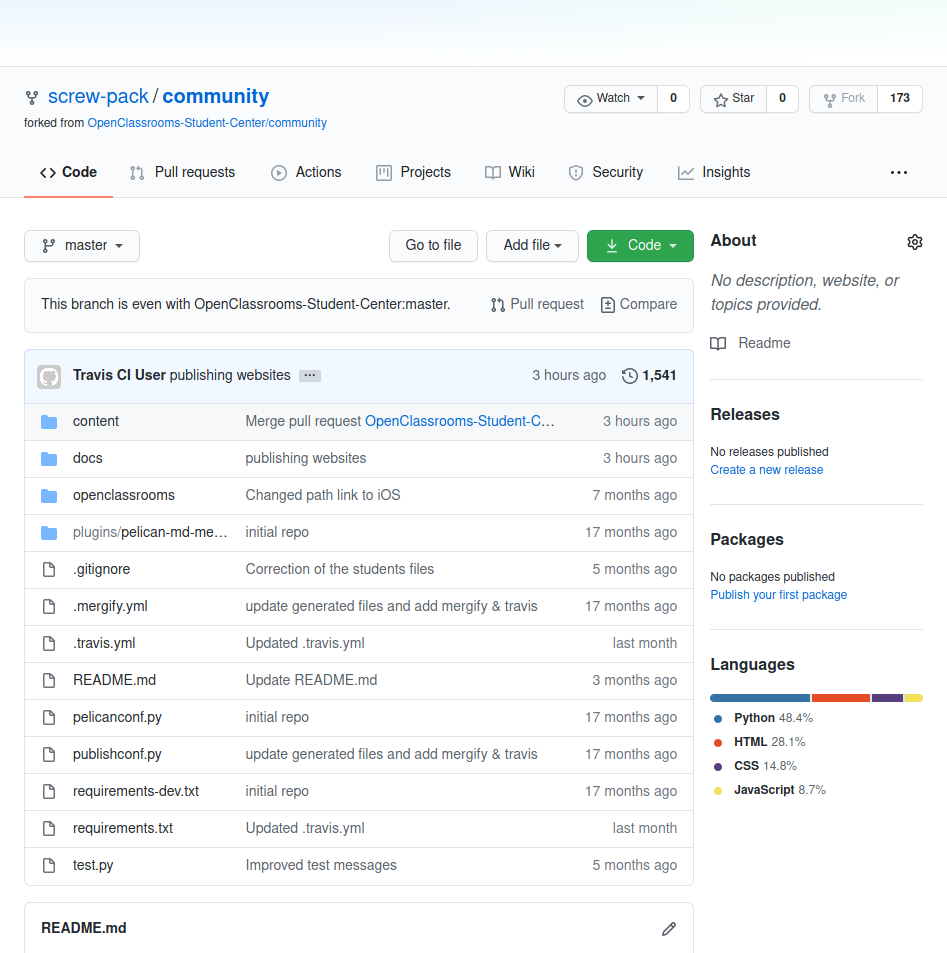 screw-pack / community
Watch 0 Star 0 Fork 173
forked from OpenClassrooms-Student-Center/community
Code Pull requests Actions Projects Wiki Security Insights ...
master Go to file Add file Code
This branch is even with OpenClassrooms-Student-Center:master. Pull request Compare
Travis CI User publishing websites ... 3 hours ago 1,541
content Merge pull request OpenClassrooms-Student-C... 3 hours ago
docs publishing websites 3 hours ago
openclassrooms Changed path link to iOS 7 months ago
plugins/pelican-md-me... initial repo 17 months ago
.gitignore Correction of the students files 5 months ago
.mergify.yml update generated files and add mergify & travis 17 months ago
.travis.yml Updated .travis.yml last month
README.md Update README.md 3 months ago
pelicanconf.py initial repo 17 months ago
publishconf.py update generated files and add mergify & travis 17 months ago
requirements-dev.txt initial repo 17 months ago
requirements.txt Updated .travis.yml last month
test.py Improved test messages 5 months ago
README.md
About
No description, website, or
topics provided.
Readme
Releases
No releases published
Create a new release
Packages
No packages published
Publish your first package
Languages
Python 48.4%
HTML 28.1%
CSS 14.8%
JavaScript 8.7%